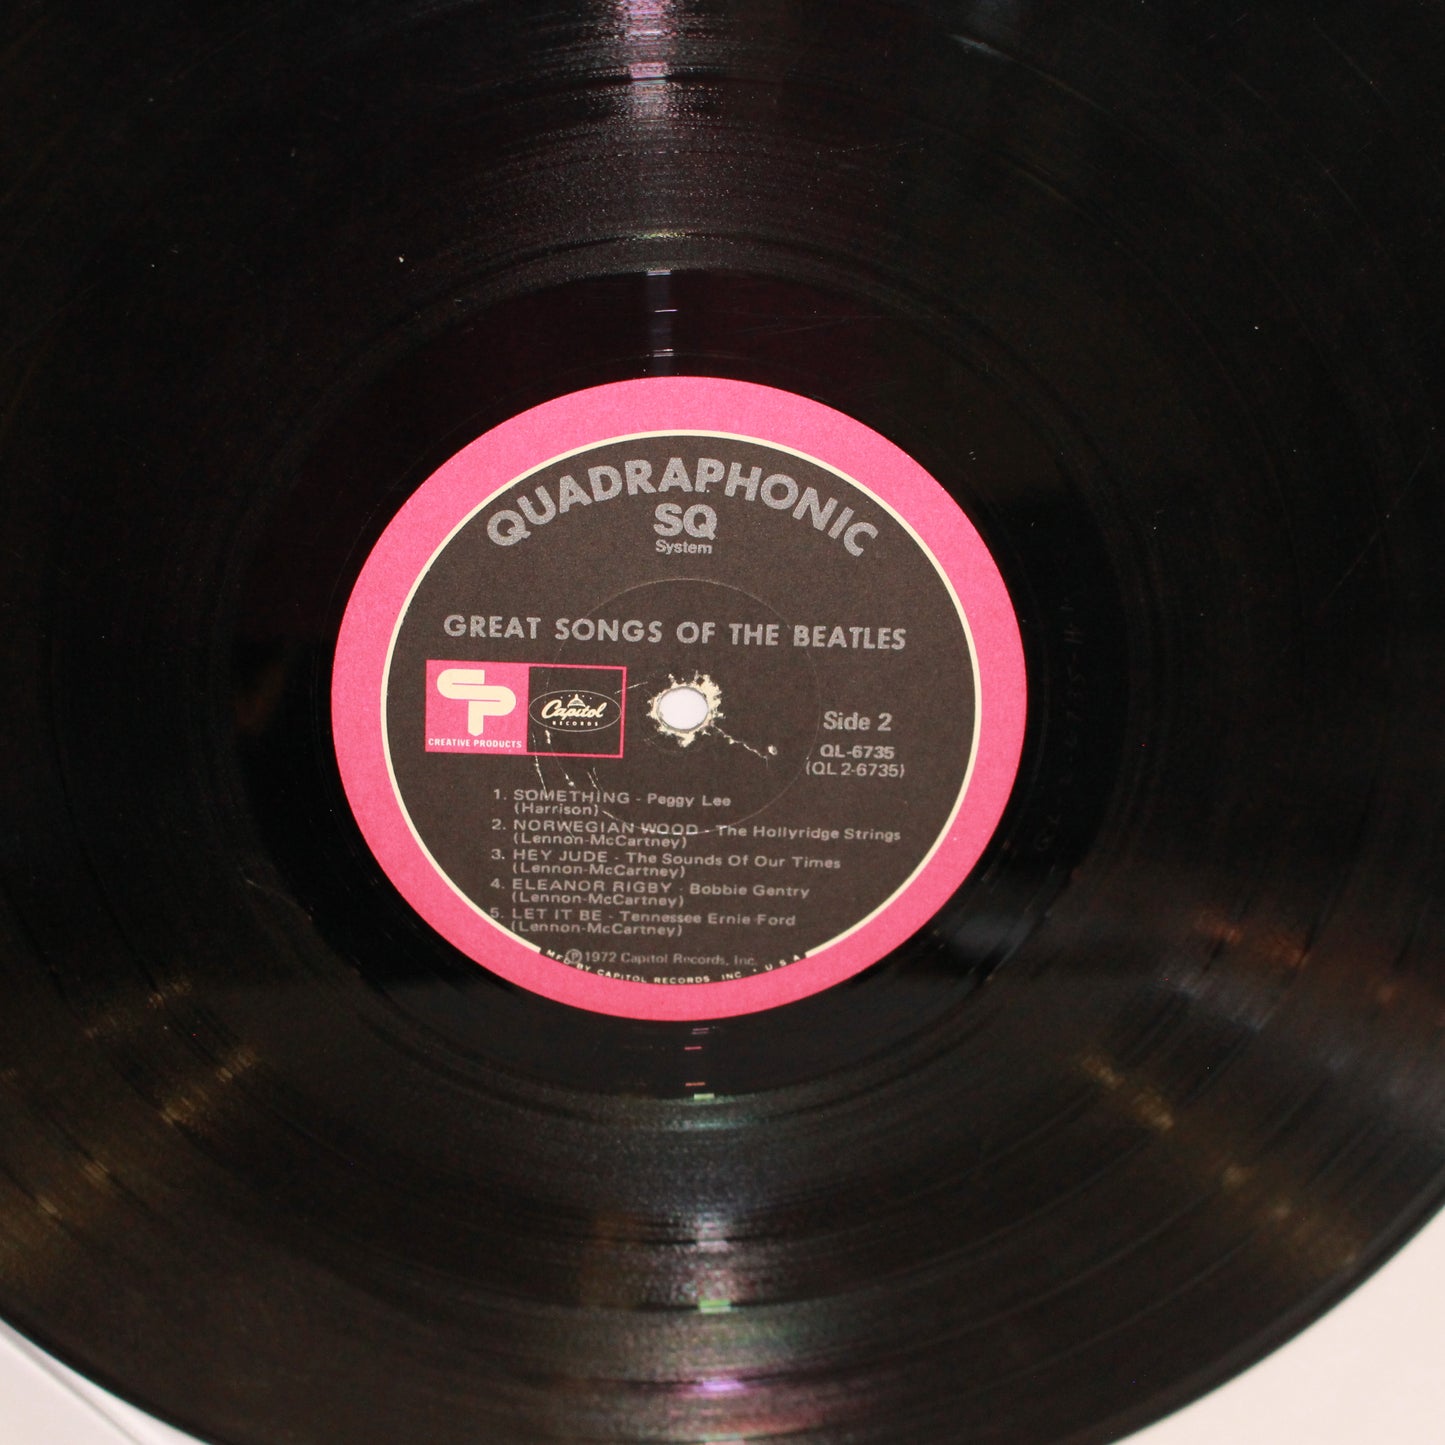 QUADRAPHONIC
SQ
System
GREAT SONGS OF THE BEATLES
CP
CREATIVE PRODUCTS
Capitol
RECORDS
Side 2
QL-6735
(QL 2-6735)
1. SOMETHING - Peggy Lee
(Harrison)
2. NORWEGIAN WOOD - The Hollyridge Strings
(Lennon-McCartney)
3. HEY JUDE - The Sounds Of Our Times
(Lennon-McCartney)
4. ELEANOR RIGBY - Bobbie Gentry
(Lennon-McCartney)
5. LET IT BE - Tennessee Ernie Ford
(Lennon-McCartney)
Ⓟ1972 Capitol Records, Inc.
MFD BY CAPITOL RECORDS, INC • U.S.A.